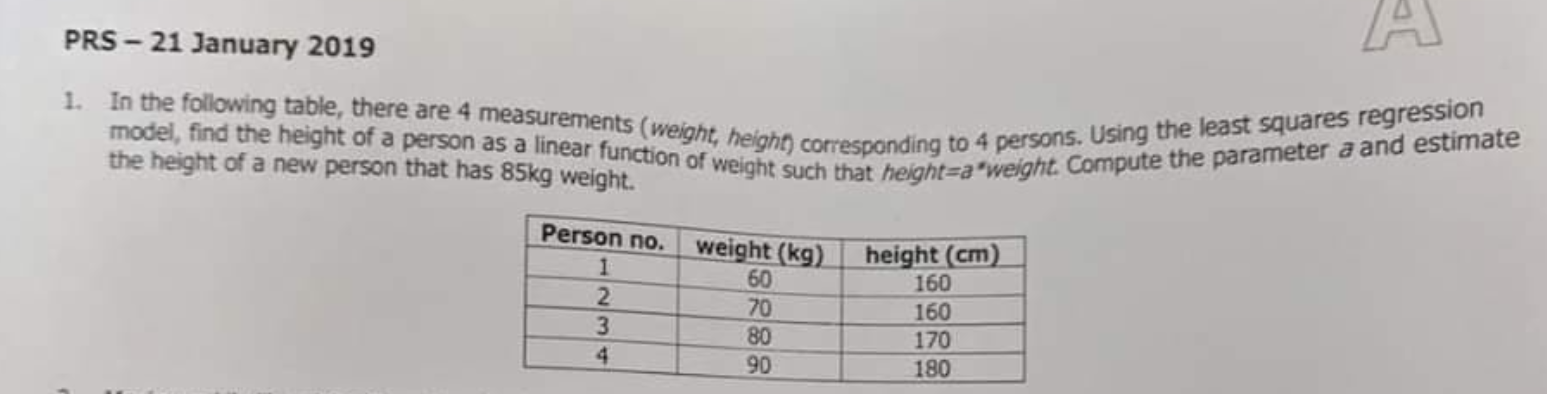 A
PRS – 21 January 2019
1. In the following table, there are 4 measurements (weight, height) corresponding to 4 persons. Using the least squares regression
model, find the height of a person as a linear function of weight such that height=a*weight. Compute the parameter a and estimate
the height of a new person that has 85kg weight.
Person no. weight (kg) height (cm)
1 60 160
2 70 160
3 80 170
4 90 180